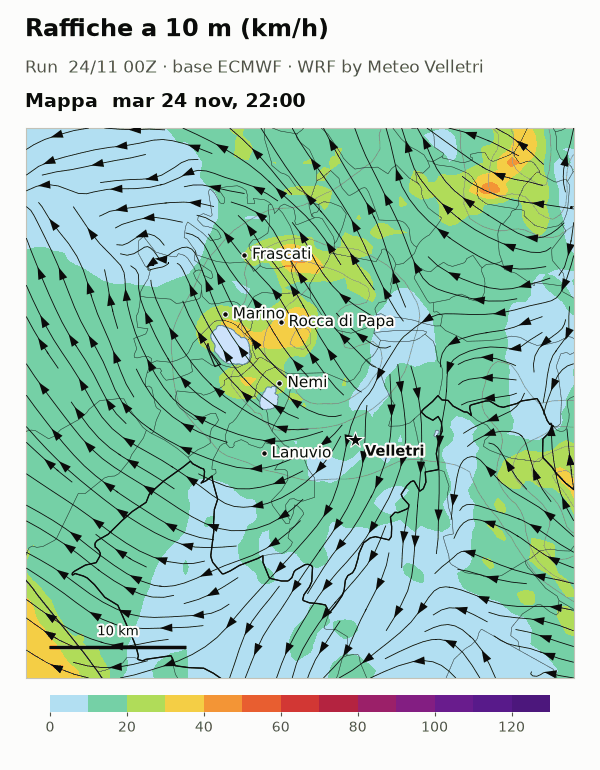 Raffiche a 10 m (km/h)
Run  24/11 00Z · base ECMWF · WRF by Meteo Velletri
Mappa  mar 24 nov, 22:00
Frascati
Marino
Rocca di Papa
Nemi
Velletri
Lanuvio
10 km
0 20 40 60 80 100 120